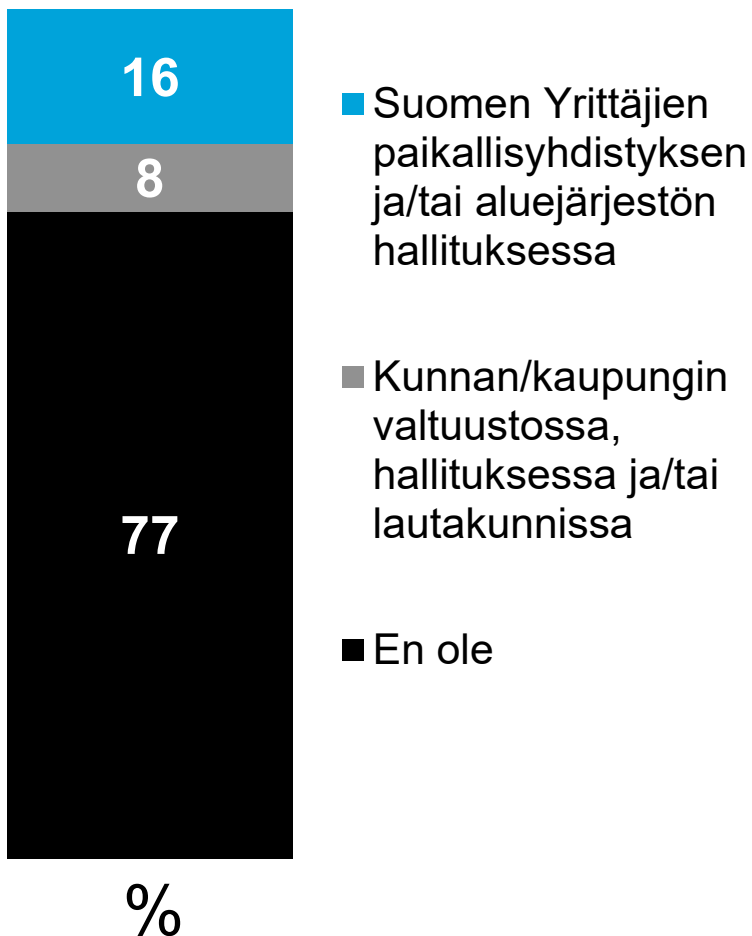 16
8
77
%
Suomen Yrittäjien
paikallisyhdistyksen
ja/tai aluejärjestön
hallituksessa
Kunnan/kaupungin
valtuustossa,
hallituksessa ja/tai
lautakunnissa
En ole